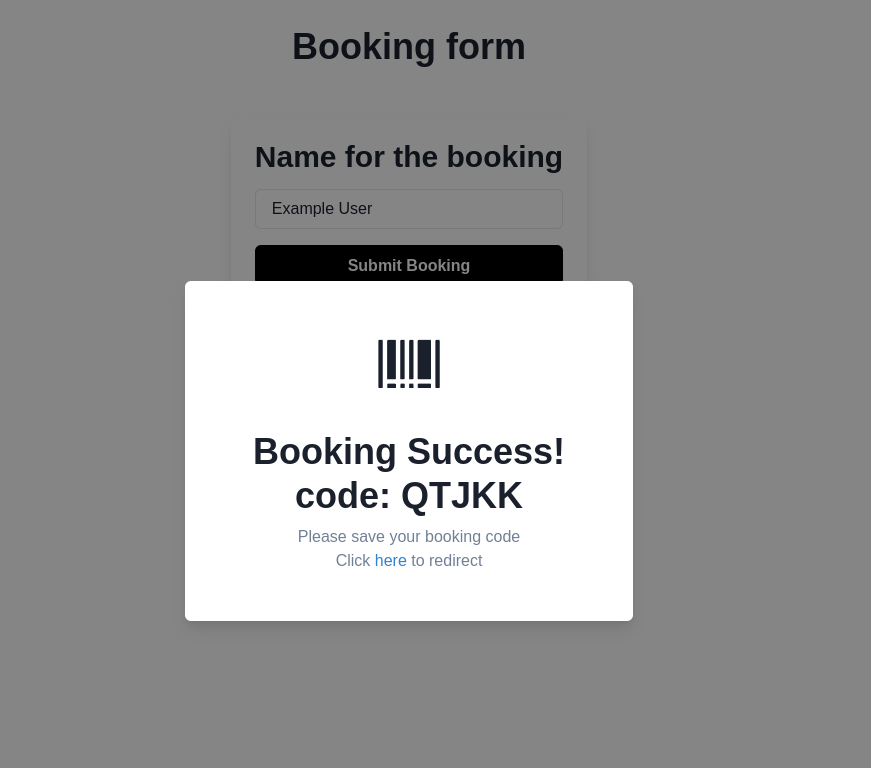 Booking form
Name for the booking
Example User
Submit Booking
Booking Success!
code: QTJKK
Please save your booking code
Click here to redirect